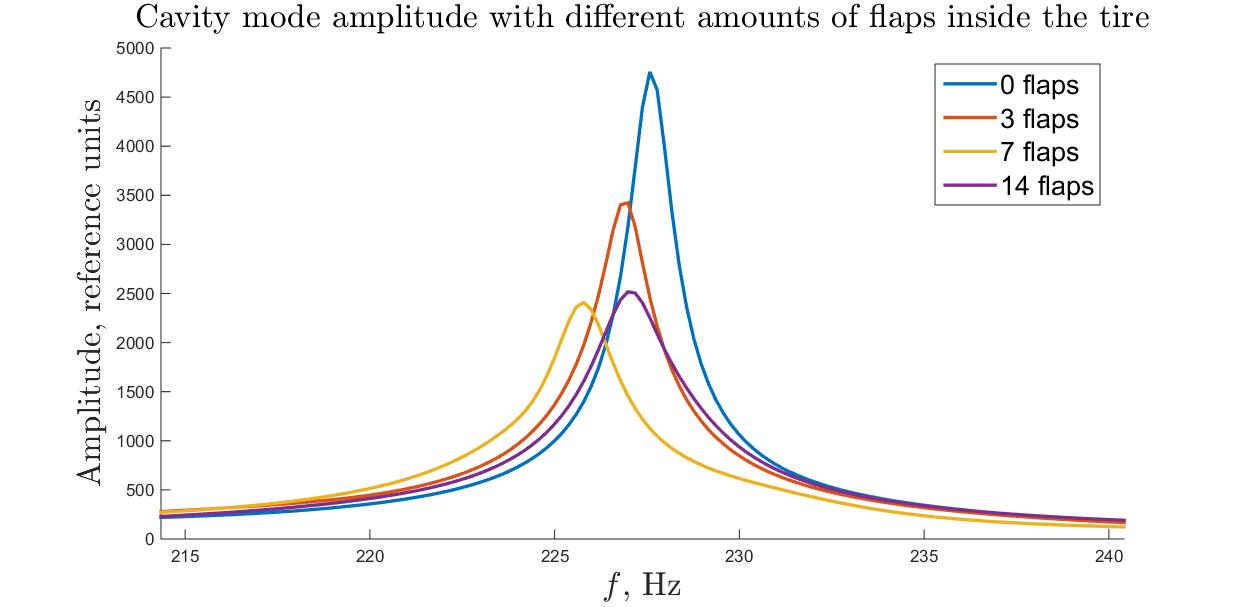 Cavity mode amplitude with different amounts of flaps inside the tire
5000
4500
4000
3500
3000
2500
2000
1500
1000
500
0
Amplitude, reference units
0 flaps
3 flaps
7 flaps
14 flaps
215
220
225
230
235
240
f, Hz